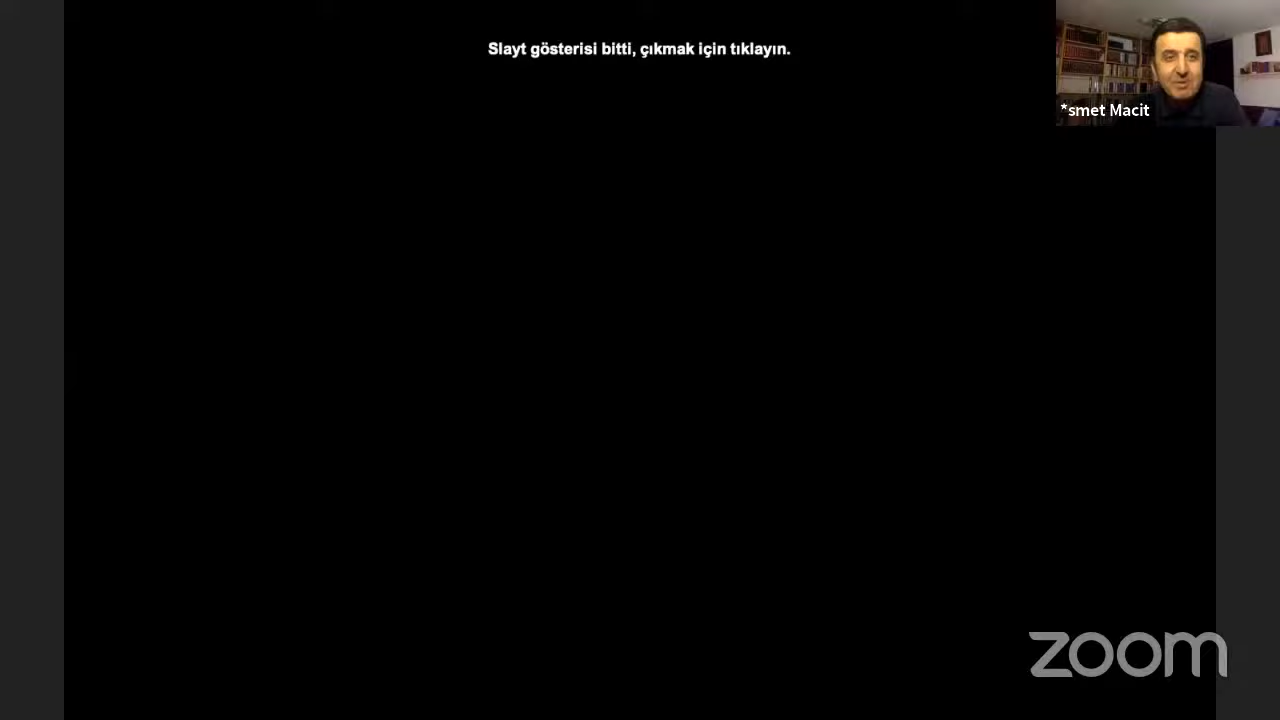 Slayt gösterisi bitti, çıkmak için tıklayın.
*smet Macit
zoom